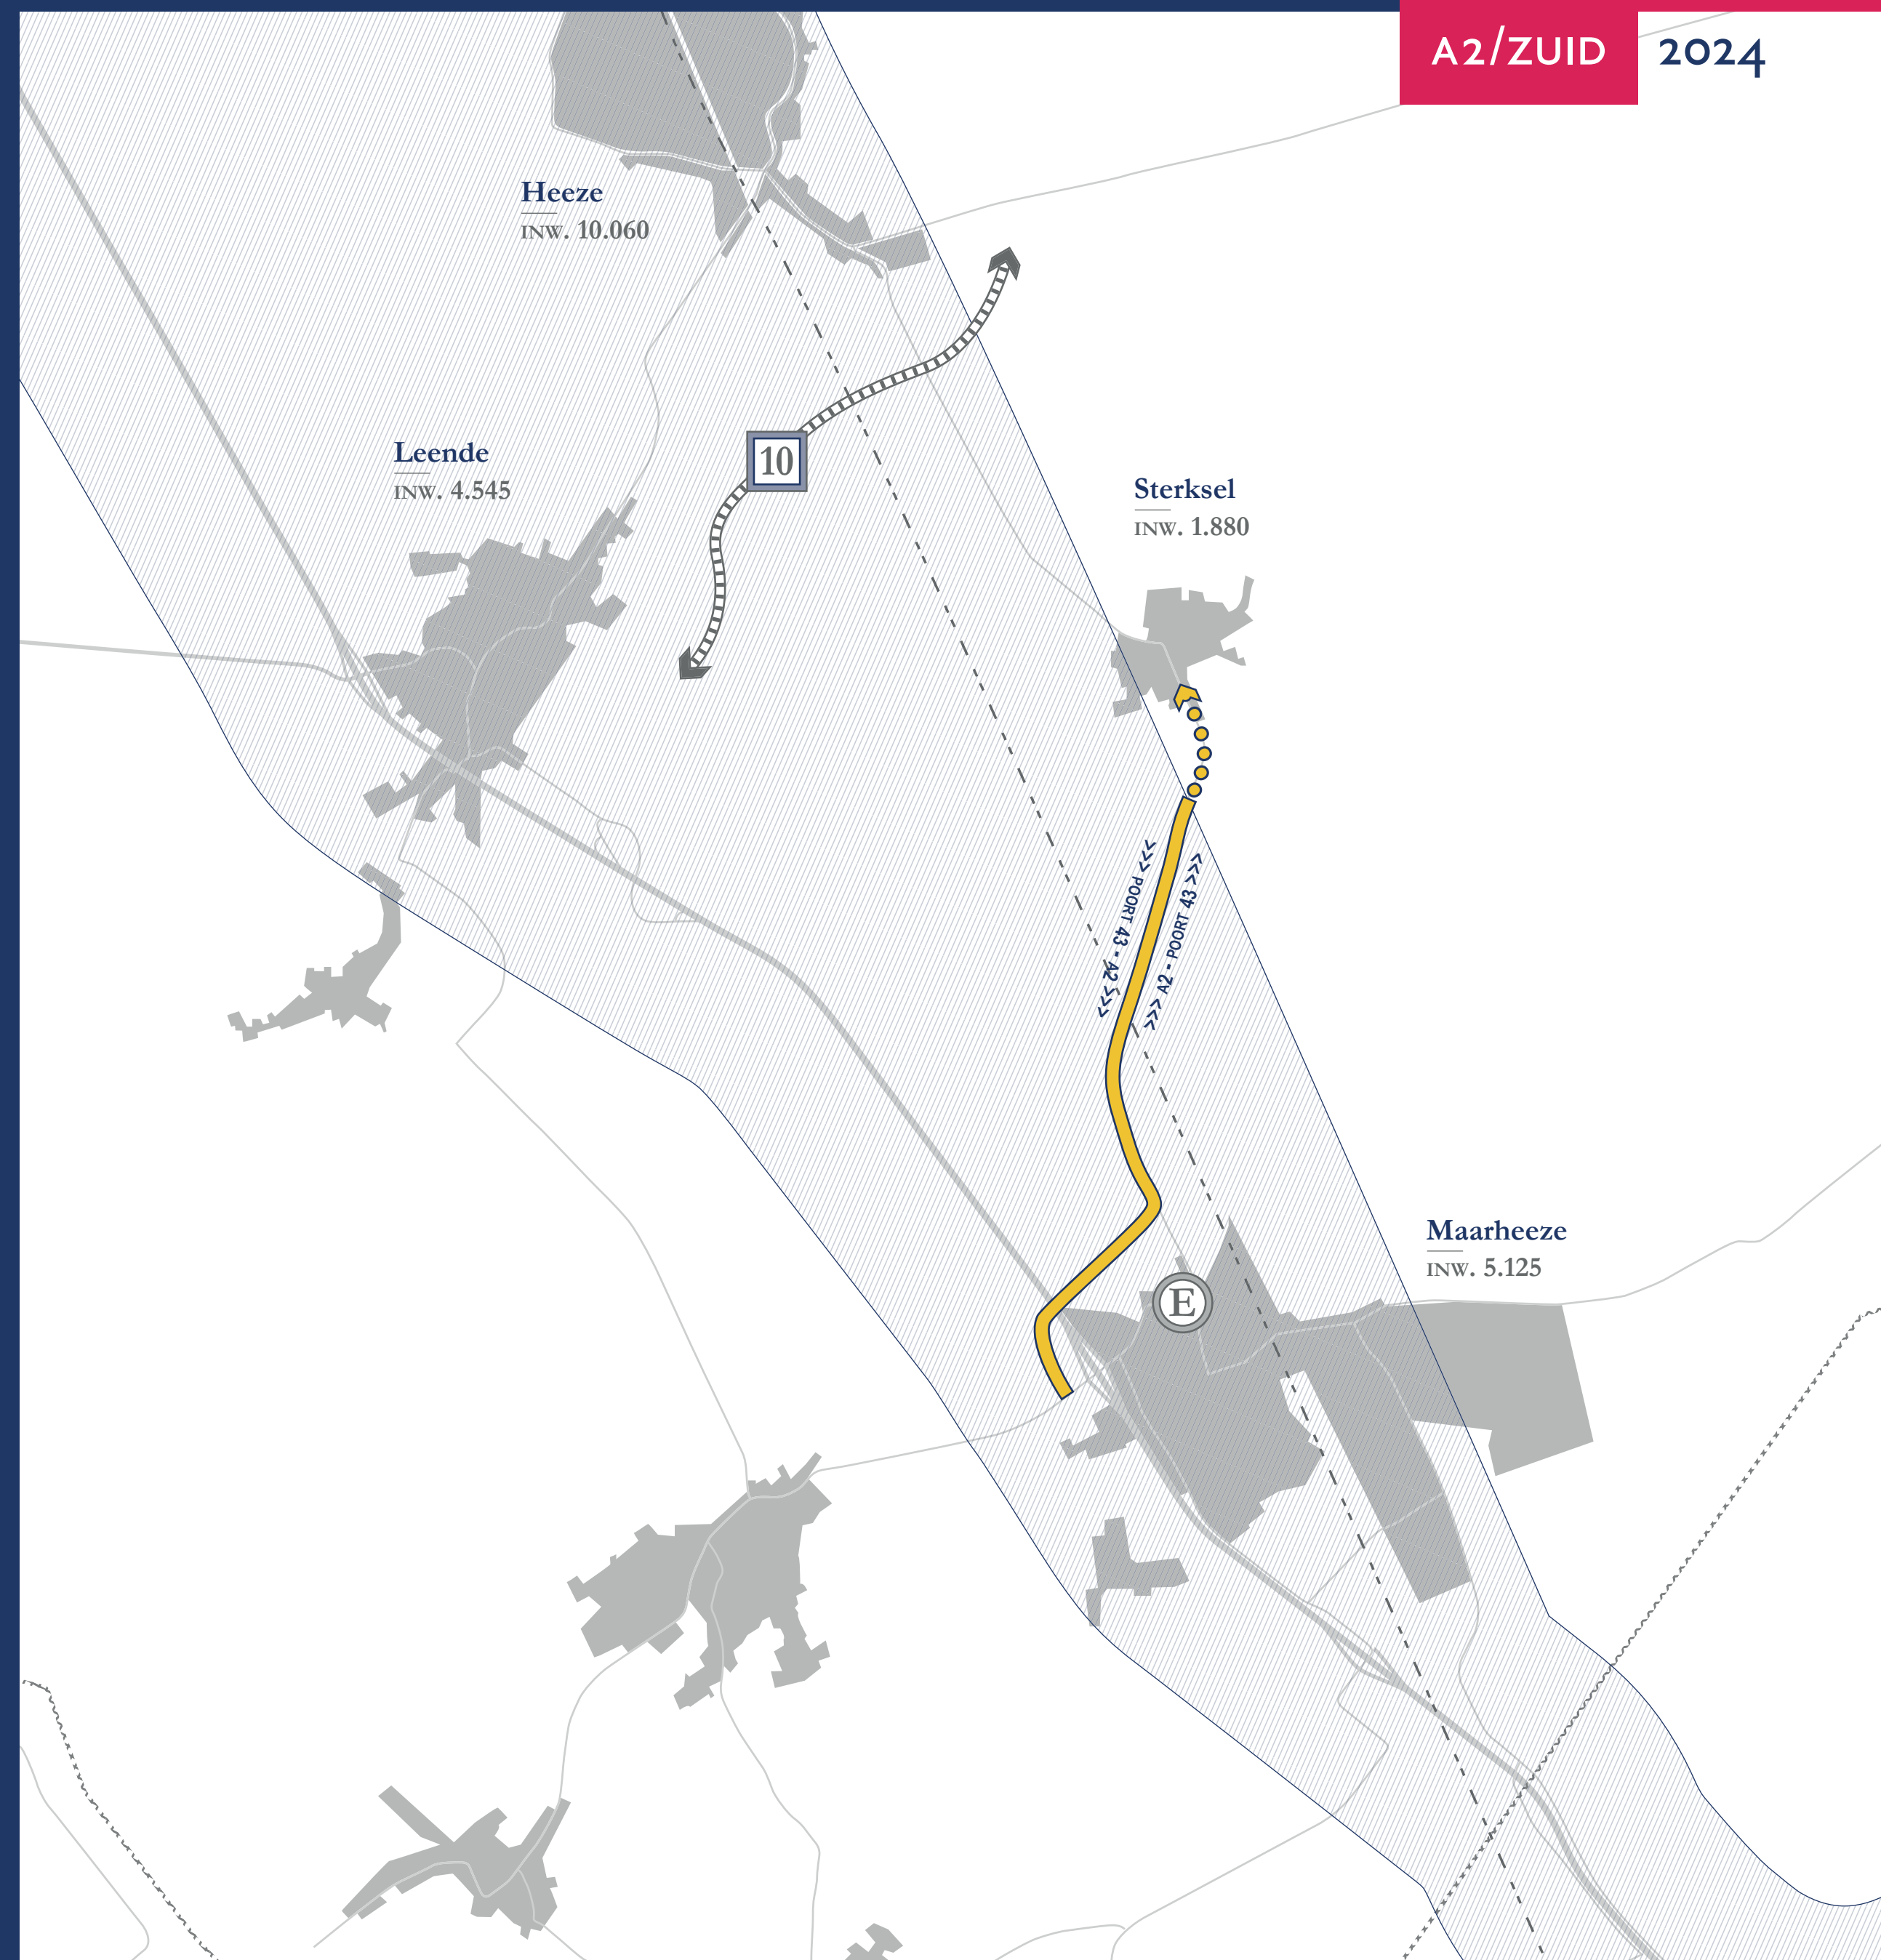 A2/ZUID 2024
Heeze
INW. 10.060
Leende
INW. 4.545
10
Sterksel
INW. 1.880
>>> POORT 43 - A2 >>>
<<< A2 - POORT 43 <<<
Maarheeze
INW. 5.125
E